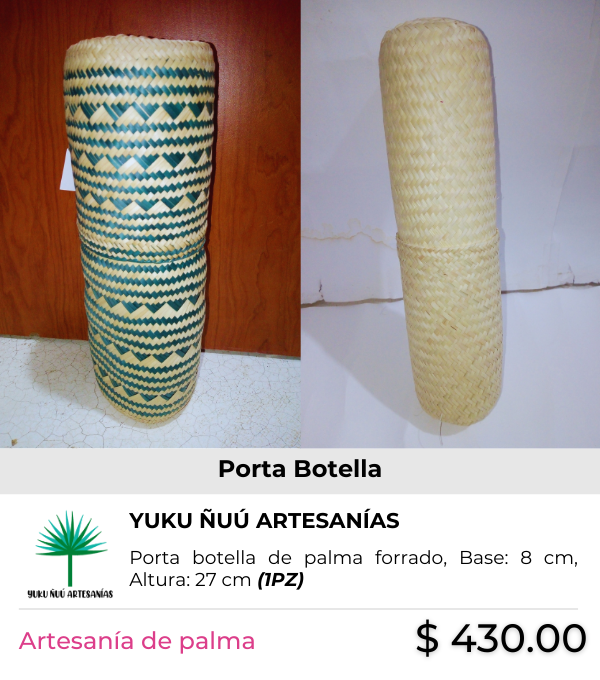 Porta Botella
YUKU ÑUÚ ARTESANÍAS
Porta botella de palma forrado, Base: 8 cm,
Altura: 27 cm (1PZ)
YUKU ÑUÚ ARTESANÍAS
Artesanía de palma
$ 430.00